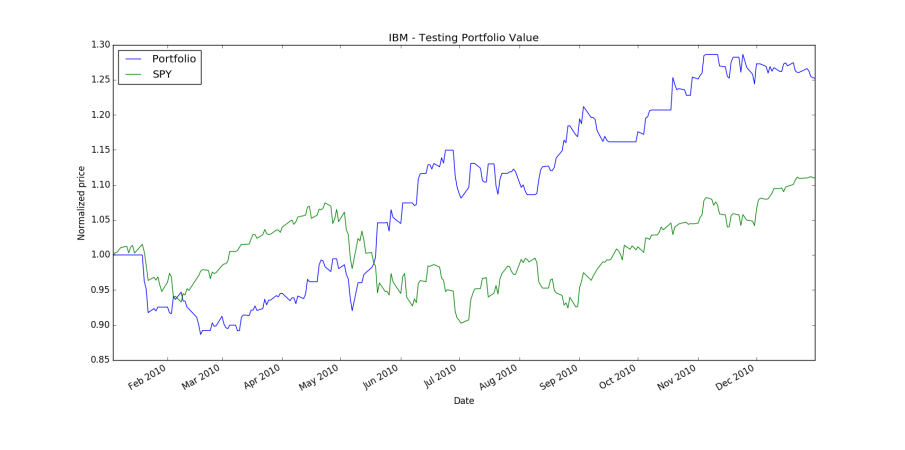 IBM - Testing Portfolio Value
1.30
Portfolio
SPY
1.25
1.20
1.15
1.10
1.05
1.00
0.95
0.90
0.85
Normalized price
Feb 2010
Mar 2010
Apr 2010
May 2010
Jun 2010
Jul 2010
Aug 2010
Sep 2010
Oct 2010
Nov 2010
Dec 2010
Date